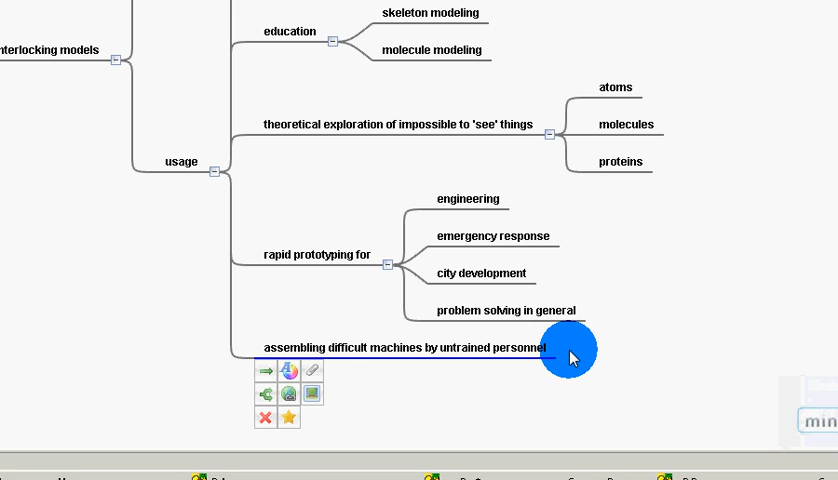 skeleton modeling
education
molecule modeling
interlocking models
atoms
theoretical exploration of impossible to 'see' things
molecules
usage
proteins
engineering
emergency response
rapid prototyping for
city development
problem solving in general
assembling difficult machines by untrained personnel
min